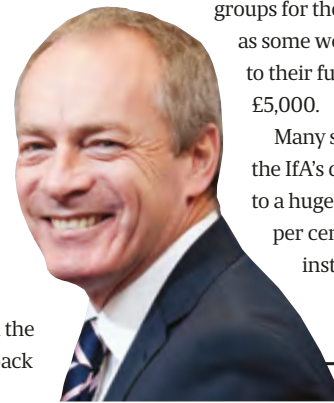 groups for the
as some we
to their fu
£5,000.
Many s
the IfA's c
to a huge
per cen
inst
the
back